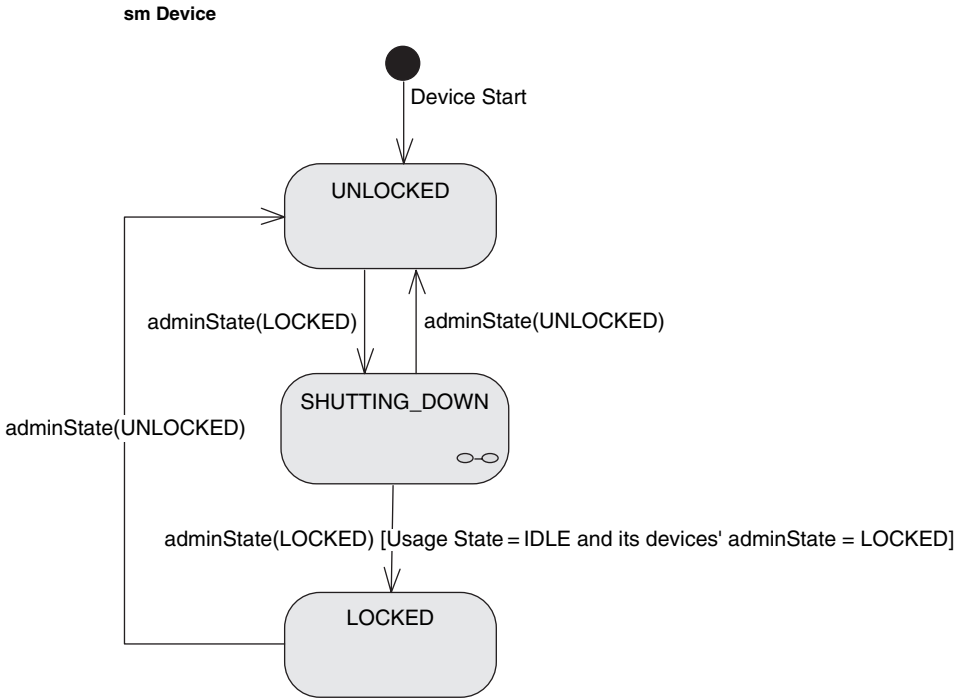 sm Device
Device Start
UNLOCKED
adminState(LOCKED)
adminState(UNLOCKED)
SHUTTING_DOWN
adminState(UNLOCKED)
adminState(LOCKED) [Usage State = IDLE and its devices' adminState = LOCKED]
LOCKED